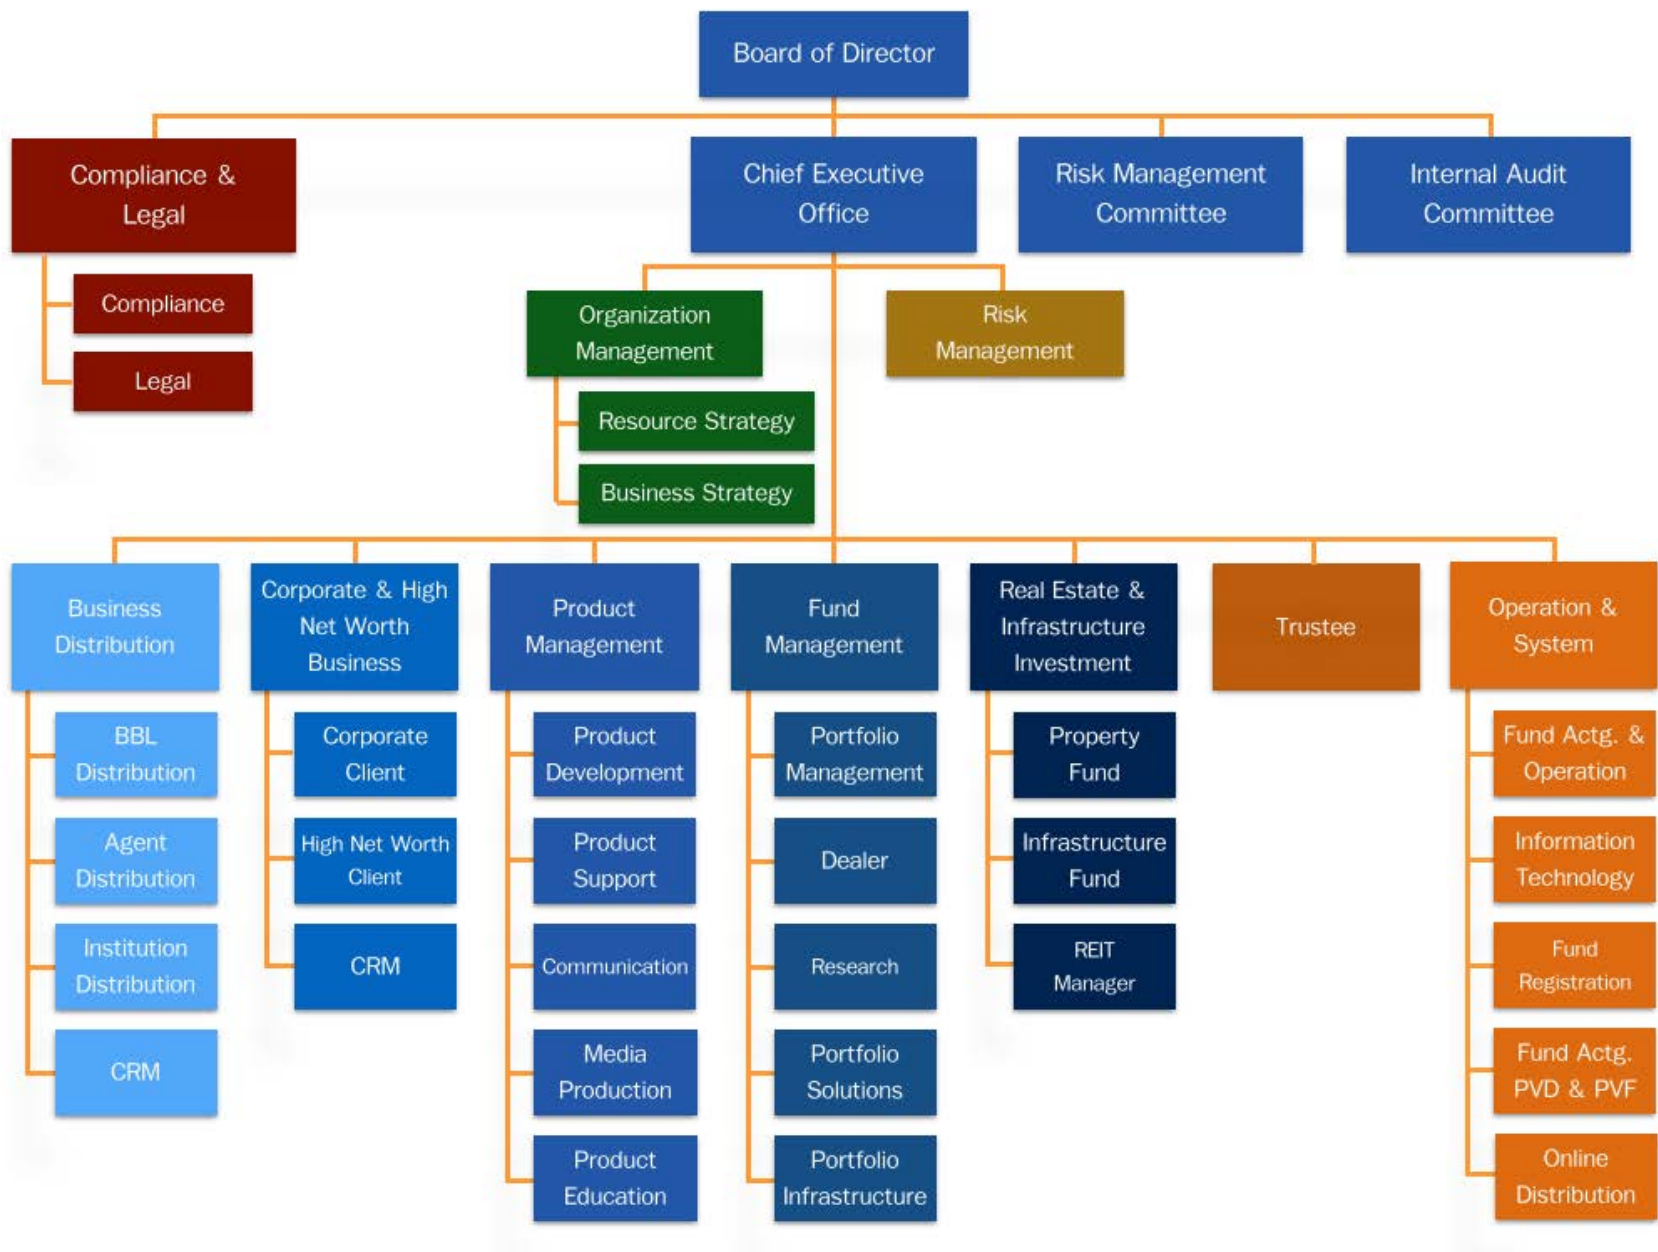 Board of Director
Compliance &
Legal
Chief Executive
Office
Risk Management
Committee
Internal Audit
Committee
Compliance
Legal
Organization
Management
Risk
Management
Resource Strategy
Business Strategy
Business
Distribution
Corporate & High
Net Worth
Business
Product
Management
Fund
Management
Real Estate &
Infrastructure
Investment
Trustee
Operation &
System
BBL
Distribution
Agent
Distribution
Institution
Distribution
CRM
Corporate
Client
High Net Worth
Client
CRM
Product
Development
Product
Support
Communication
Media
Production
Product
Education
Portfolio
Management
Dealer
Research
Portfolio
Solutions
Portfolio
Infrastructure
Property
Fund
Infrastructure
Fund
REIT
Manager
Fund Actg. &
Operation
Information
Technology
Fund
Registration
Fund Actg.
PVD & PVF
Online
Distribution